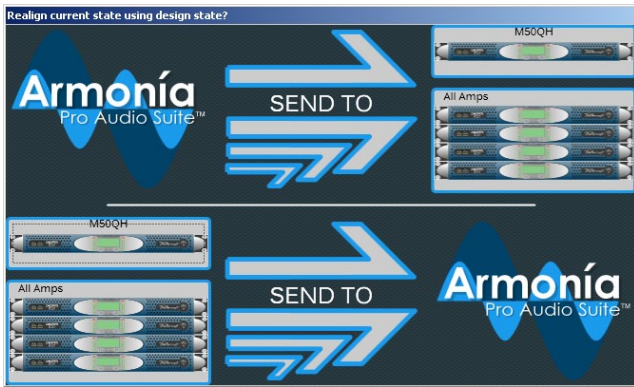 Realign current state using design state?
M50QH
Armonía
Pro Audio Suite™
SEND TO
All Amps
M50QH
SEND TO
All Amps
Armonía
Pro Audio Suite™